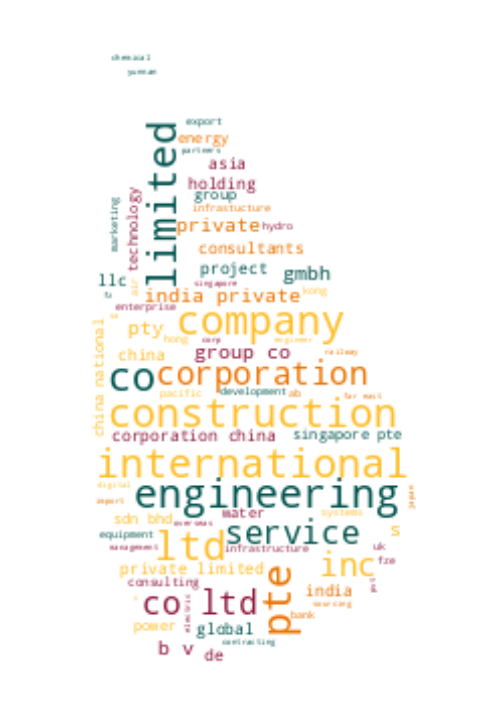 chemical
yunnan
export
limited
energy
partners
asia
holding
technology
group
marketing
infrastucture
private hydro
consultants
project gmbh
llc
singapore
air
india private kong
enterprise
company
pty
china national
hong corp engineer
china group co railway
co corporation
pacific development ab far east
construction
corporation china singapore pte
international
digital
engineering
import japan
water
sdn bhd overseas systems
service s
equipment
ltd
management infrastructure uk
inc fze
private limited
pte
consulting
india
co ltd sourcing
electric
bank
power global
contracting
b v de